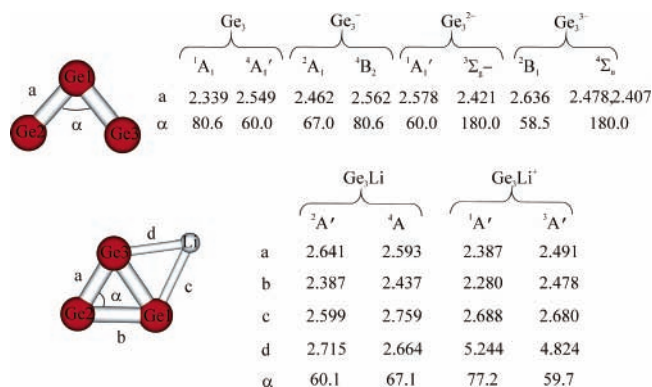 Ge₃ Ge₃⁻ Ge₃²⁻ Ge₃³⁻
¹A₁ ⁴A₁′ ²A₁ ⁴B₂ ¹A₁′ ³Σg− ²B₁ ⁴Σu
a 2.339 2.549 2.462 2.562 2.578 2.421 2.636 2.478,2.407
α 80.6 60.0 67.0 80.6 60.0 180.0 58.5 180.0
Ge1
a
α
Ge2 Ge3
Ge₃Li Ge₃Li⁺
²A′ ⁴A ¹A′ ³A′
a 2.641 2.593 2.387 2.491
b 2.387 2.437 2.280 2.478
c 2.599 2.759 2.688 2.680
d 2.715 2.664 5.244 4.824
α 60.1 67.1 77.2 59.7
d Li
Ge3
a α c
Ge2 Ge1
b